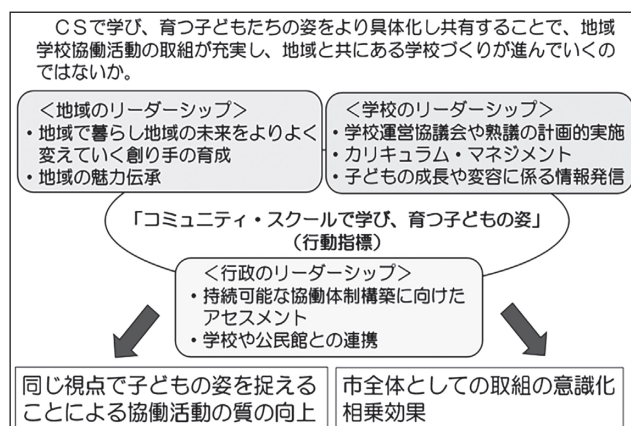 CSで学び、育つ子どもたちの姿をより具体化し共有することで、地域
学校協働活動の取組が充実し、地域と共にある学校づくりが進んでいくの
ではないか。
<地域のリーダーシップ>
・地域で暮らし地域の未来をよりよく
変えていく創り手の育成
・地域の魅力伝承
<学校のリーダーシップ>
・学校運営協議会や熟議の計画的実施
・カリキュラム・マネジメント
・子どもの成長や変容に係る情報発信
「コミュニティ・スクールで学び、育つ子どもの姿」
（行動指標）
<行政のリーダーシップ>
・持続可能な協働体制構築に向けた
アセスメント
・学校や公民館との連携
同じ視点で子どもの姿を捉える
ことによる協働活動の質の向上
市全体としての取組の意識化
相乗効果